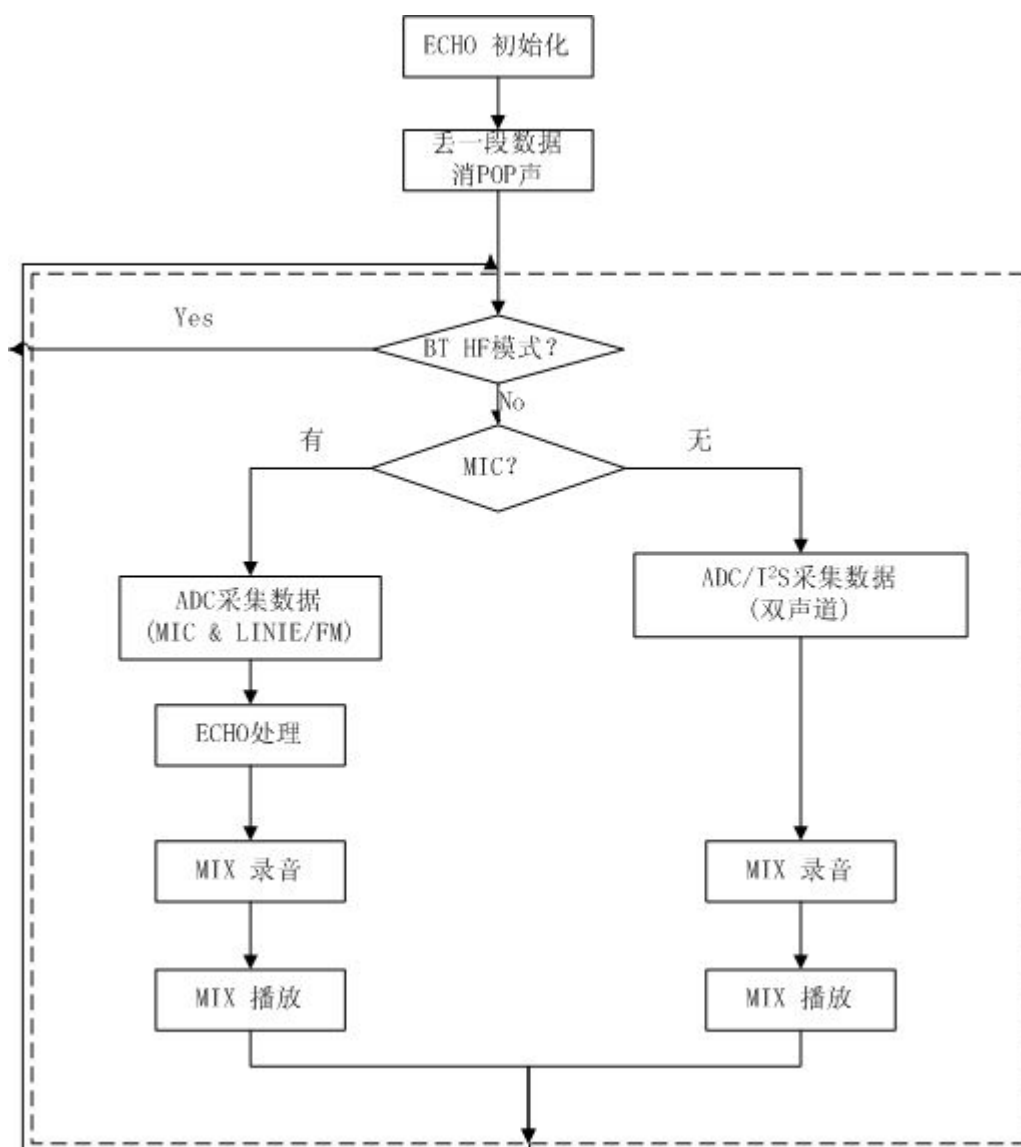 ECHO 初始化
丢一段数据
消POP声
Yes
BT HF模式?
No
有
MIC?
无
ADC采集数据
(MIC & LINIE/FM)
ADC/I²S采集数据
(双声道)
ECHO处理
MIX 录音
MIX 录音
MIX 播放
MIX 播放